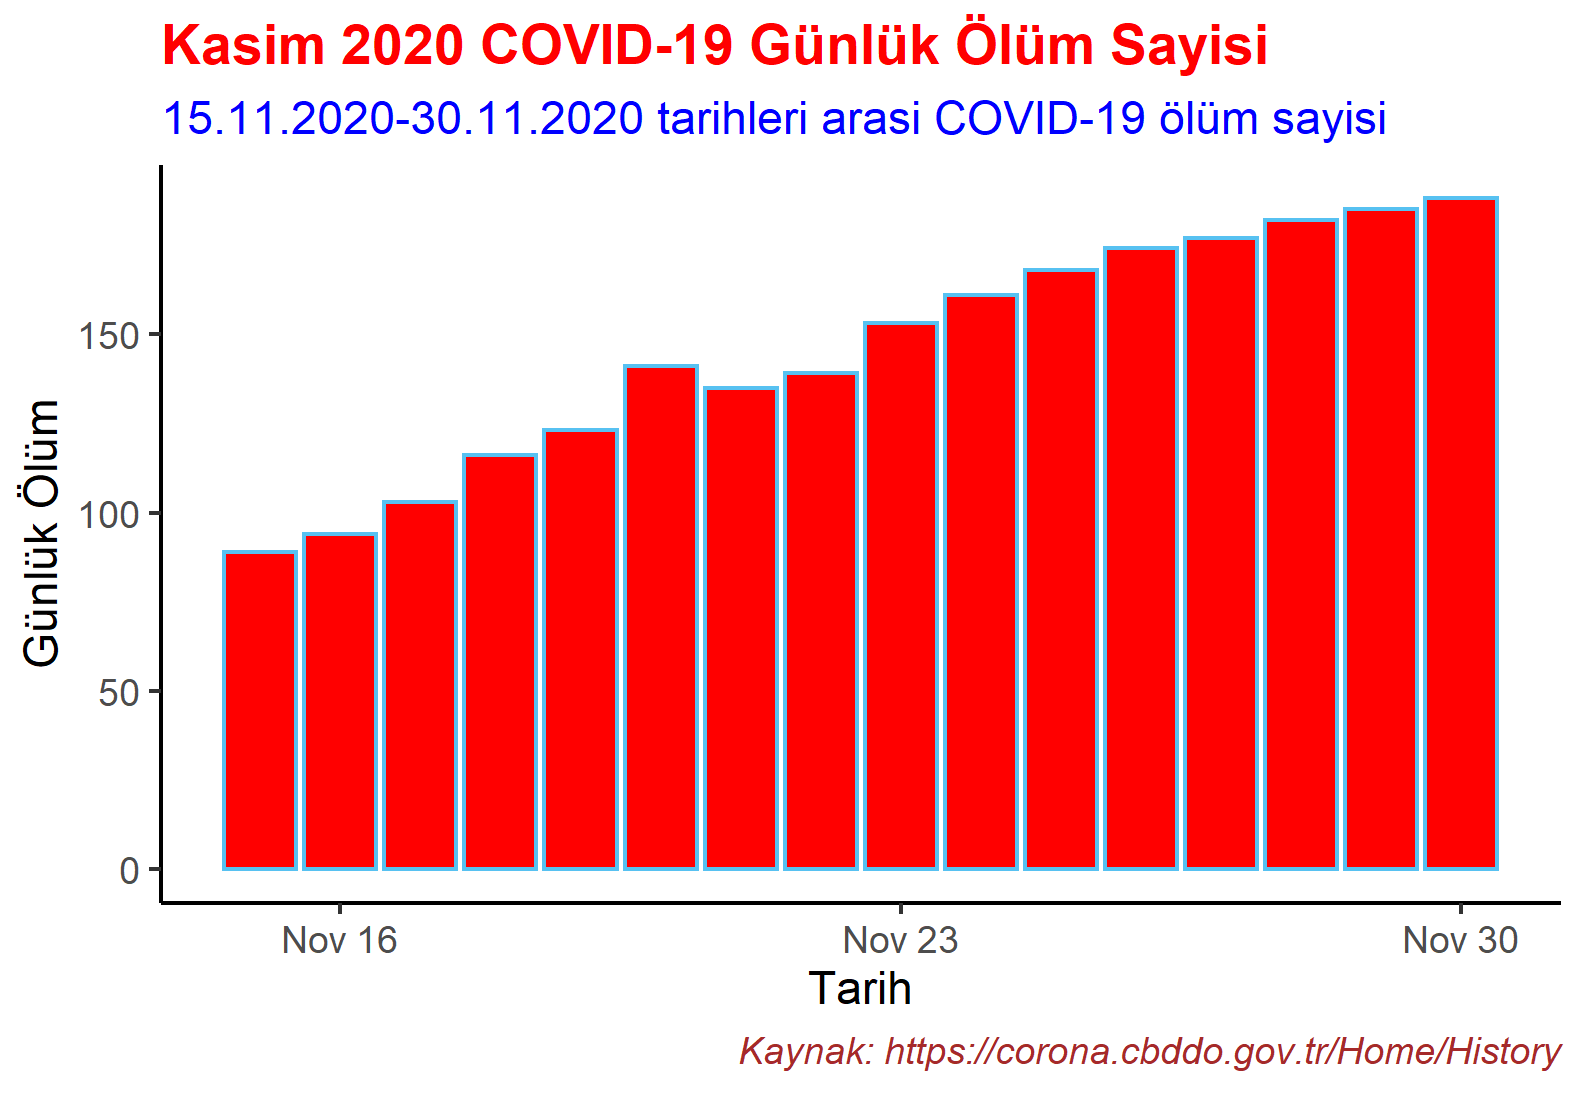 Kasim 2020 COVID-19 Günlük Ölüm Sayisi
15.11.2020-30.11.2020 tarihleri arasi COVID-19 ölüm sayisi
Günlük Ölüm
150
100
50
0
Nov 16 Nov 23 Nov 30
Tarih
Kaynak: https://corona.cbddo.gov.tr/Home/History